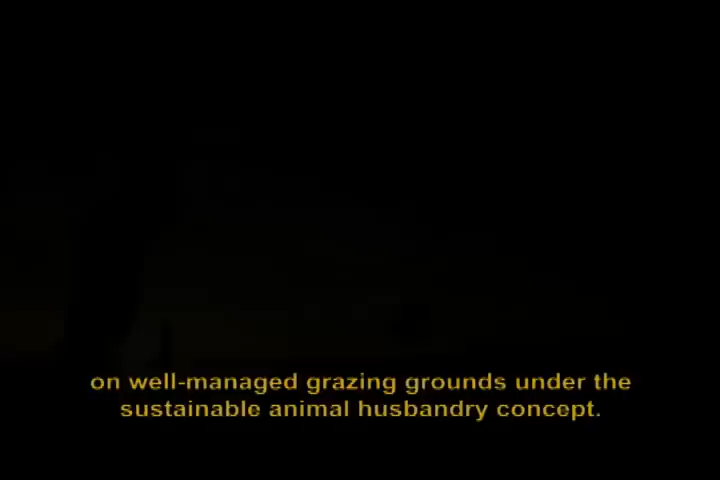 on well-managed grazing grounds under the
sustainable animal husbandry concept.